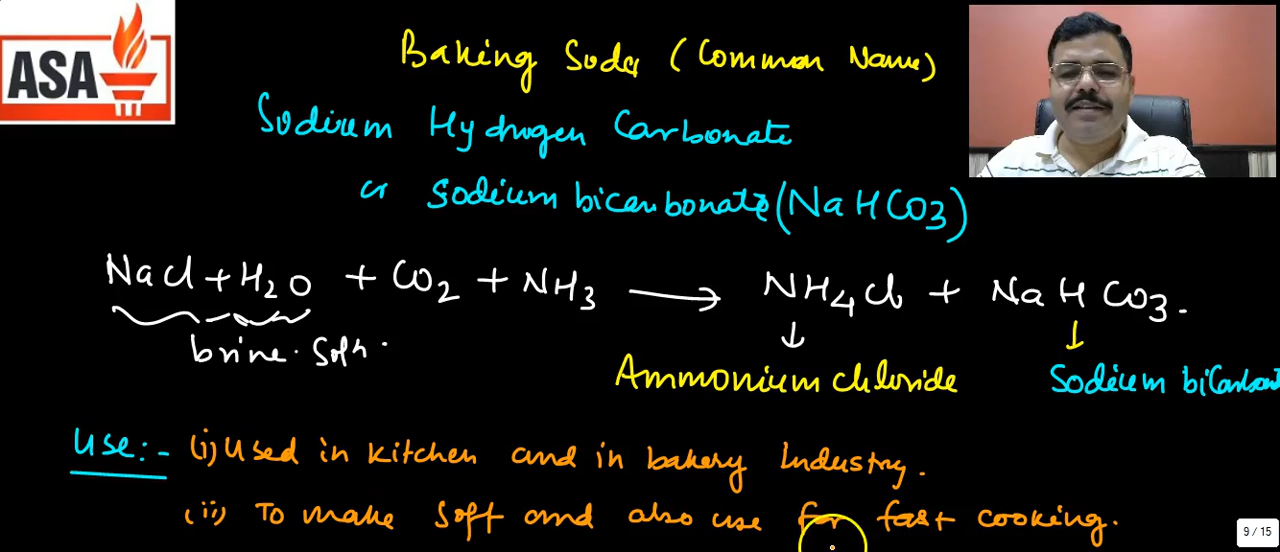 ASA
Baking Soda (Common Name)
Sodium Hydrogen Carbonate
or Sodium bicarbonate (NaHCO3)
NaCl + H2O + CO2 + NH3 → NH4Cl + NaHCO3.
brine. Soln.
Ammonium chloride
Sodium bicarbonat
Use:- (i) Used in kitchen and in bakery Industry.
(ii) To make soft and also use for fast cooking.
9 / 15